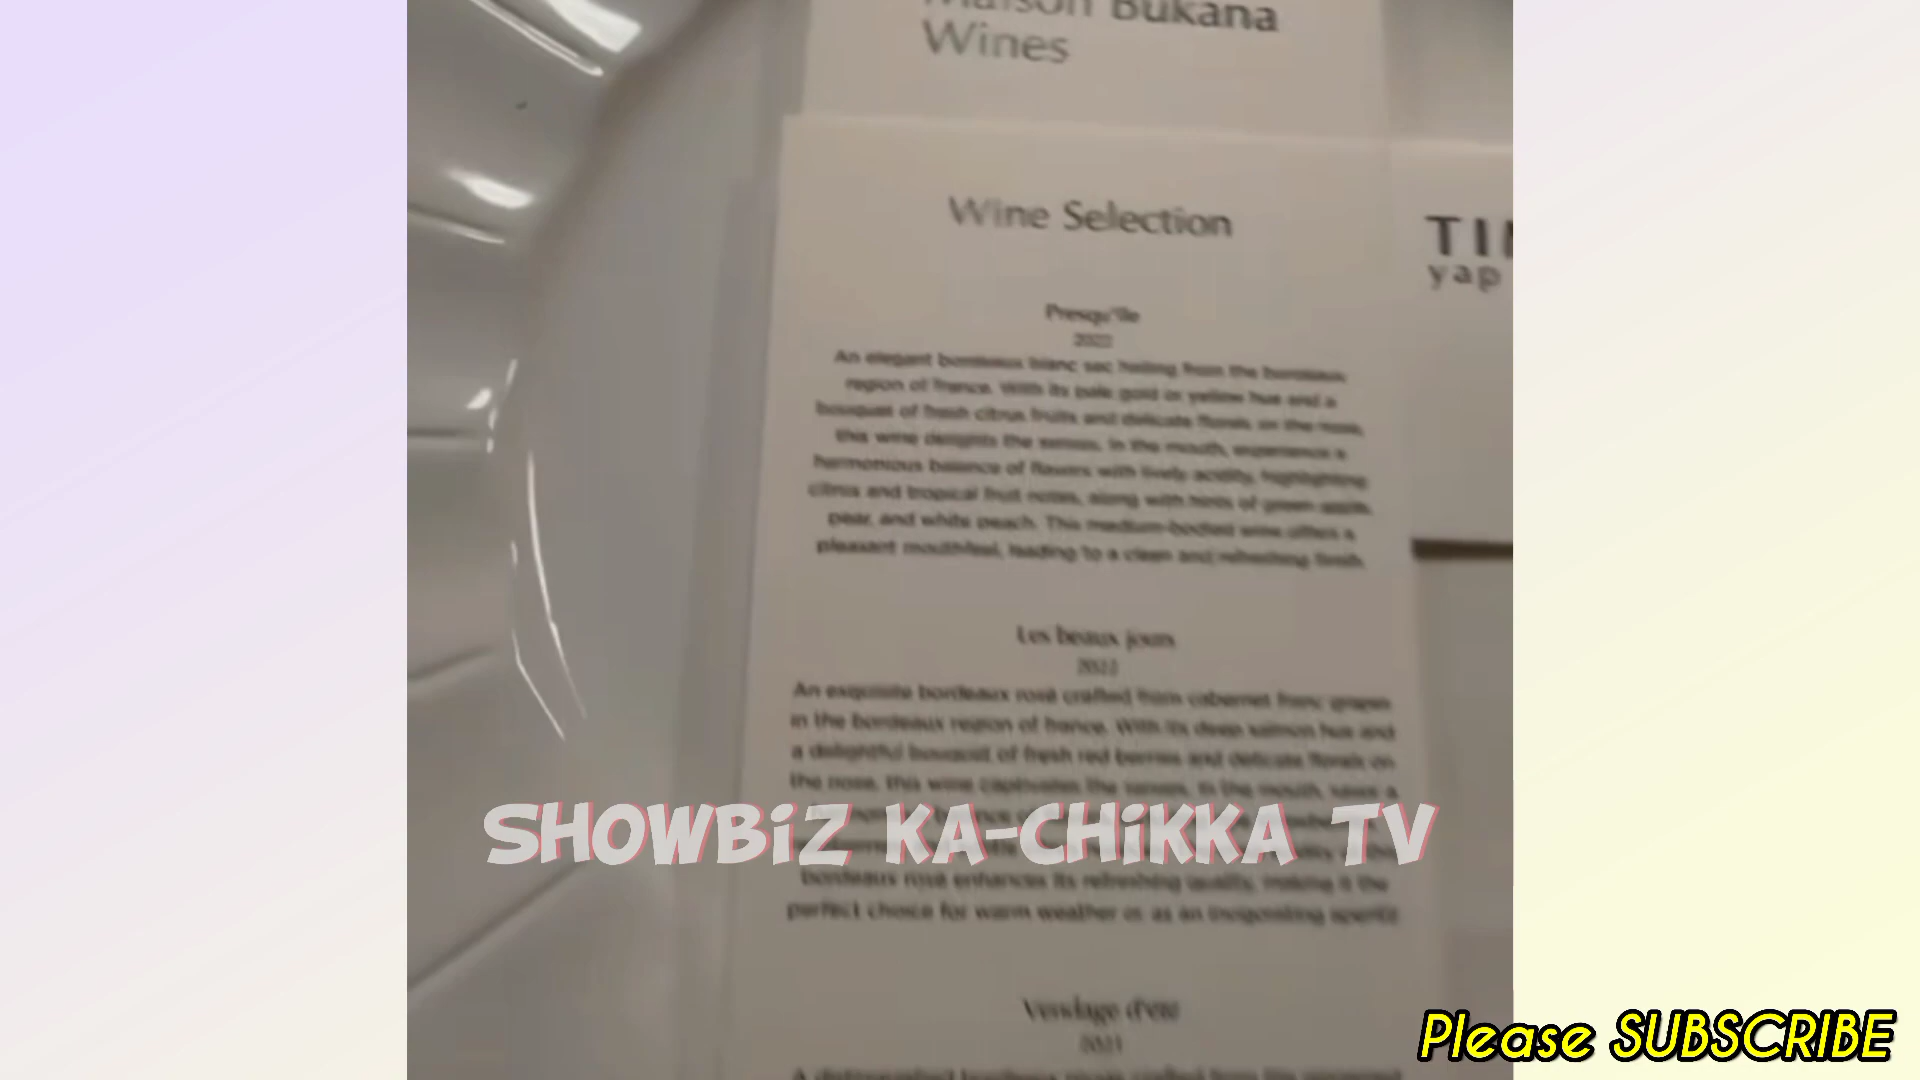 Maison Bukana
Wines
Wine Selection
TI
yap
Presqu'île
2022
An elegant bordeaux blanc sec hailing from the bordeaux
region of france. With its pale gold or yellow hue and a
bouquet of fresh citrus fruits and delicate florals on the nose,
this wine delights the senses. In the mouth, experience a
harmonious balance of flavors with lively acidity, highlighting
citrus and tropical fruit notes, along with hints of green apple,
pear, and white peach. This medium-bodied wine offers a
pleasant mouthfeel, leading to a clean and refreshing finish.
Les beaux jours
2022
An exquisite bordeaux rosé crafted from cabernet franc grapes
in the bordeaux region of france. With its deep salmon hue and
a delightful bouquet of fresh red berries and delicate florals on
the nose, this wine captivates the senses. In the mouth, savor a
SHOWBiZ KA-CHiKKA TV
bordeaux rosé enhances its refreshing quality, making it the
perfect choice for warm weather or as an invigorating aperitif
Vendage d'été
2021
Please SUBSCRIBE